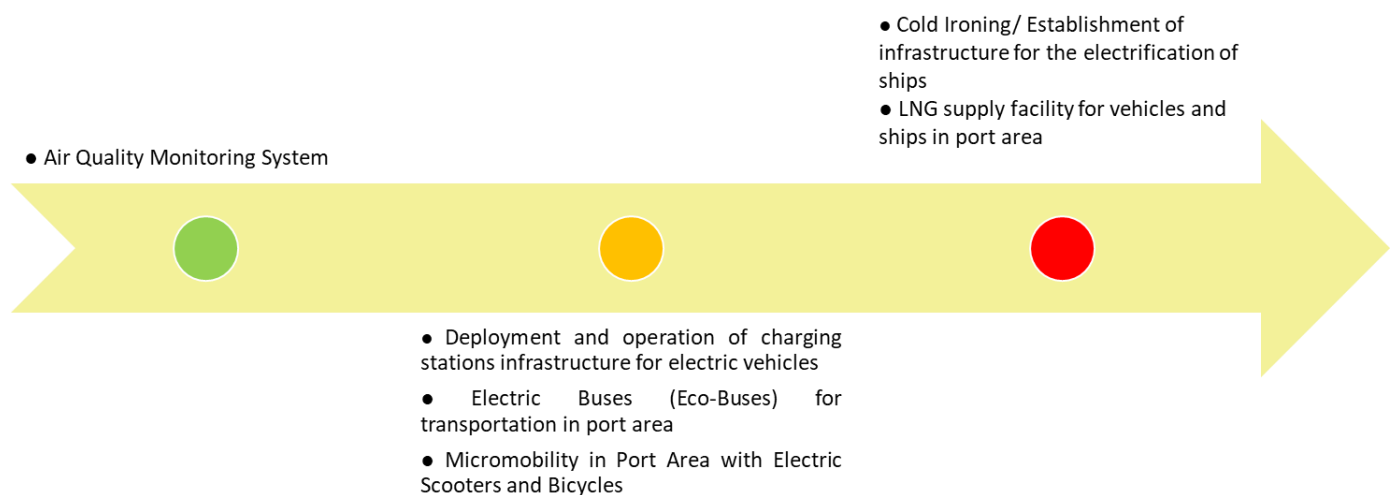 ● Air Quality Monitoring System
● Deployment and operation of charging
stations infrastructure for electric vehicles
● Electric Buses (Eco-Buses) for
transportation in port area
● Micromobility in Port Area with Electric
Scooters and Bicycles
● Cold Ironing/ Establishment of
infrastructure for the electrification of
ships
● LNG supply facility for vehicles and
ships in port area